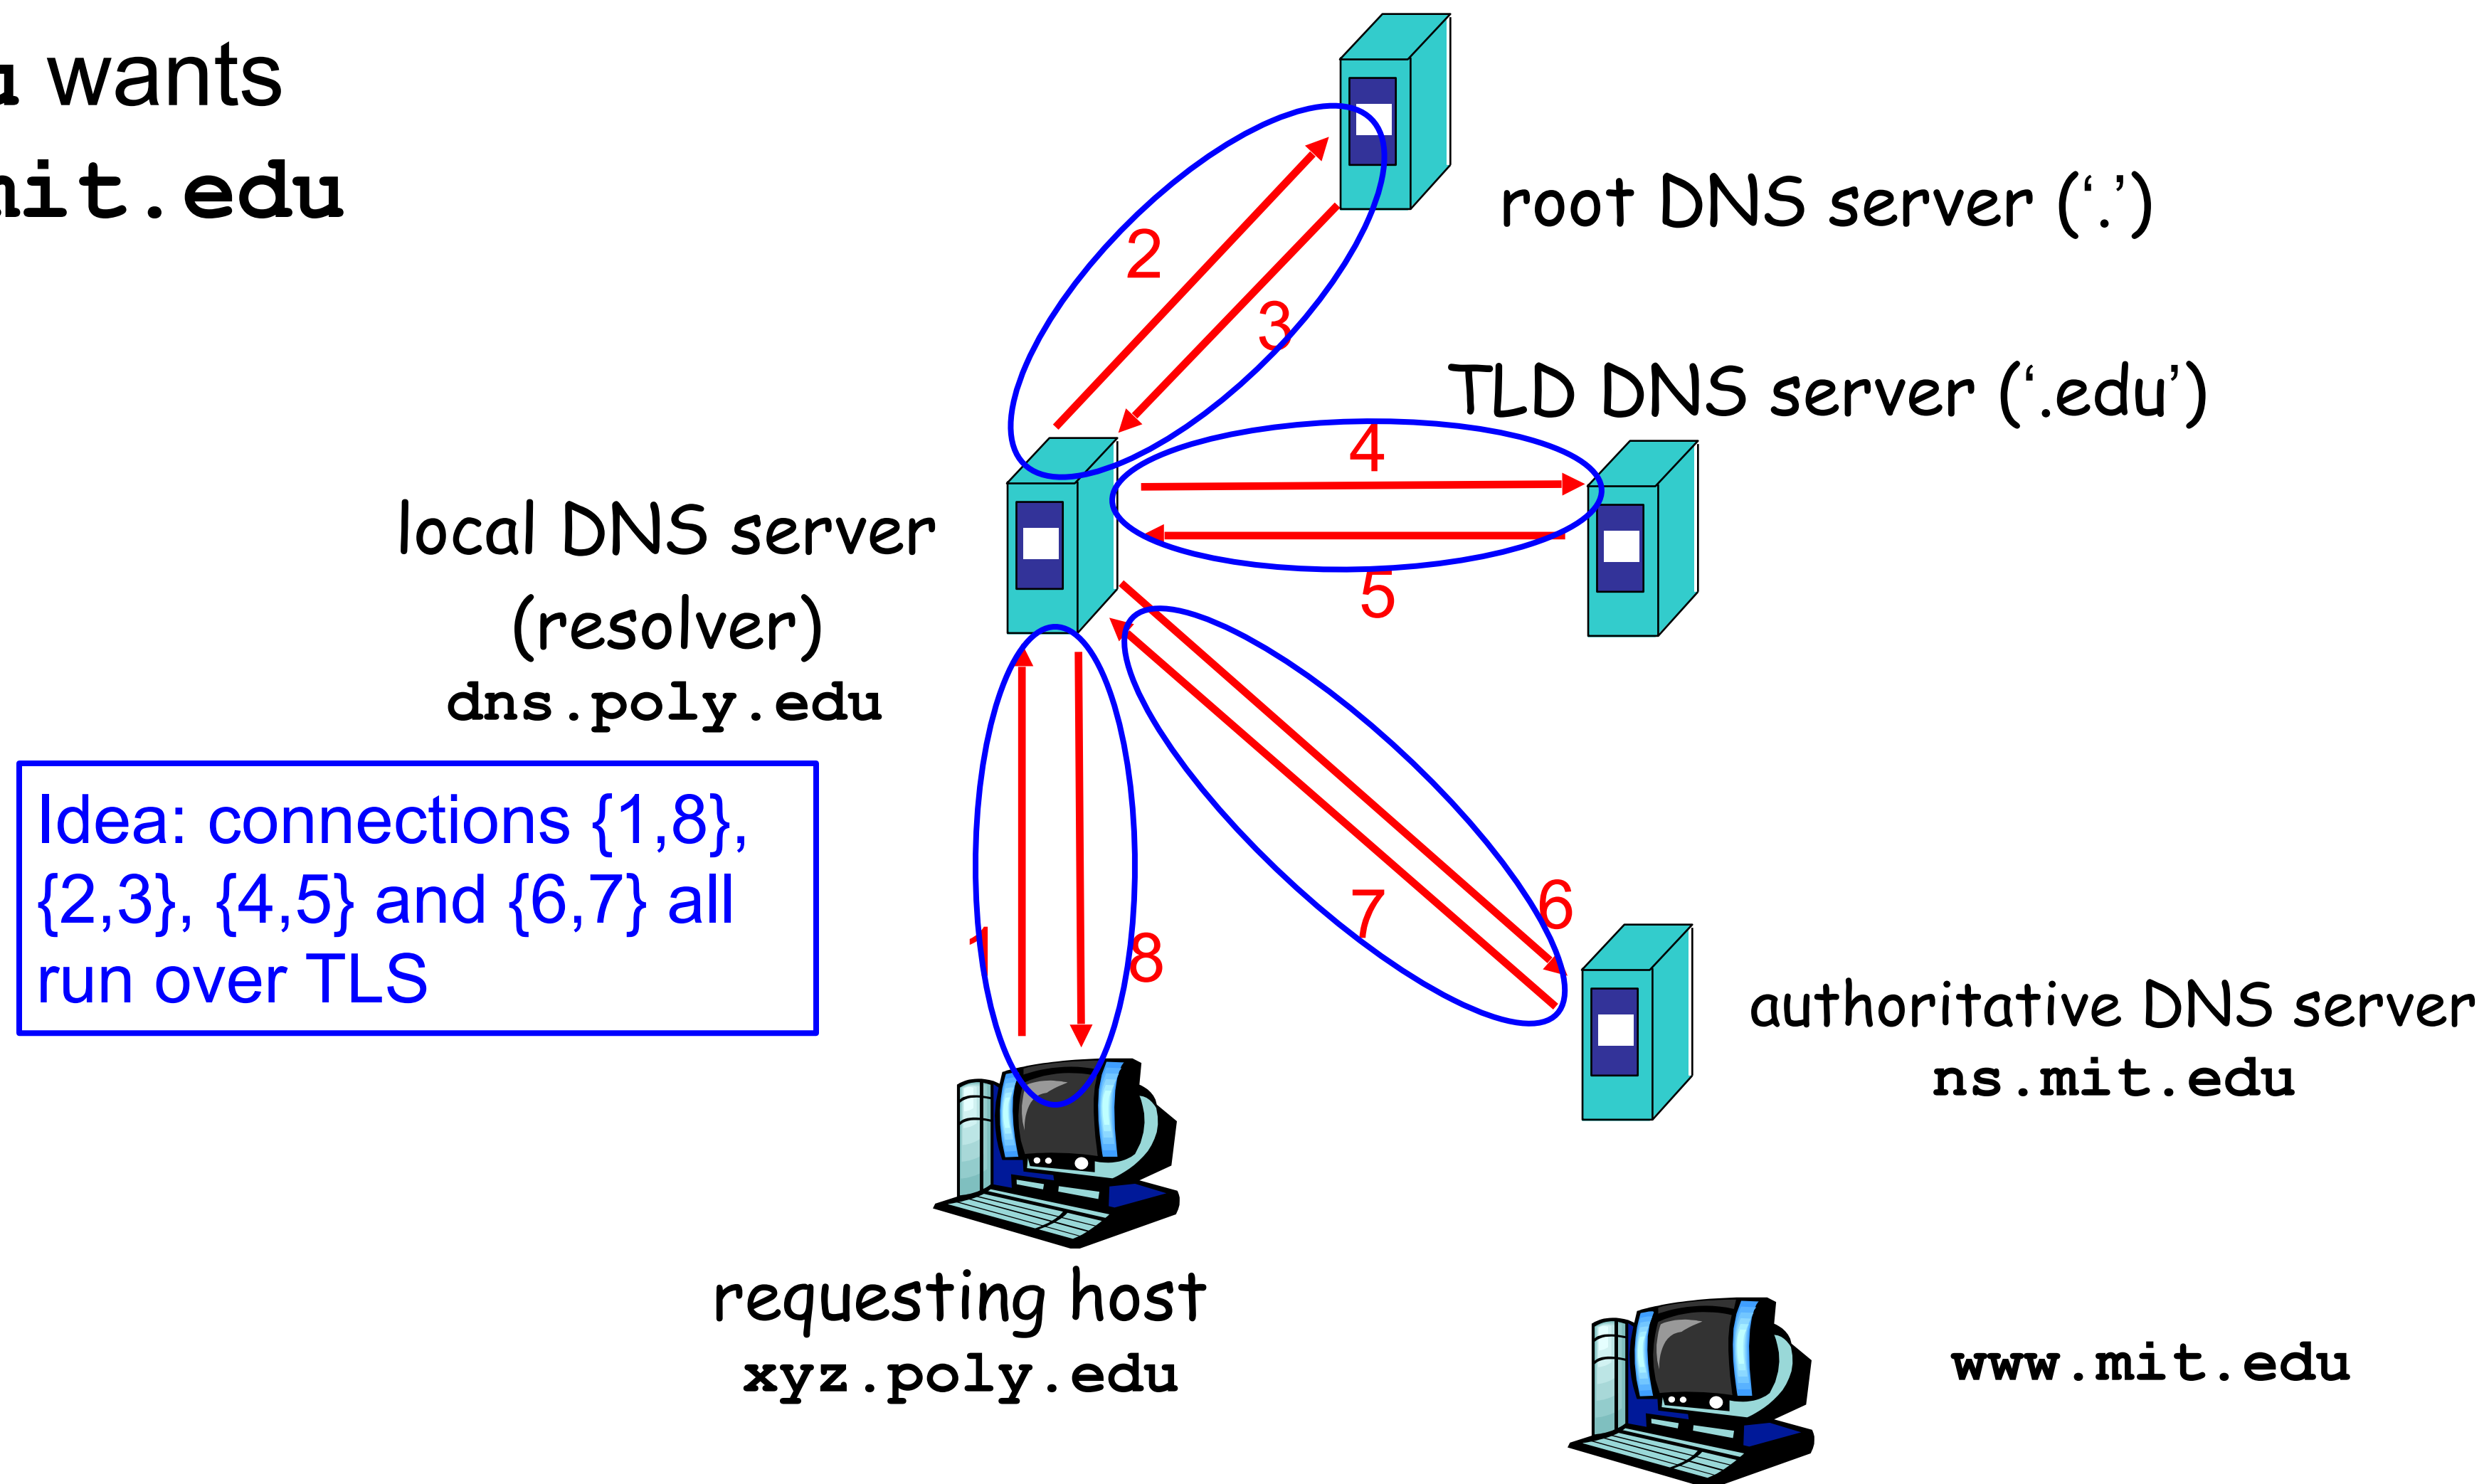 wants
.edu
root DNS server (‘.’)
2
3
TLD DNS server (‘.edu’)
4
5
local DNS server
(resolver)
dns.poly.edu
Idea: connections {1,8},
{2,3}, {4,5} and {6,7} all
run over TLS
1
8
7
6
authoritative DNS server
ns.mit.edu
requesting host
xyz.poly.edu
www.mit.edu